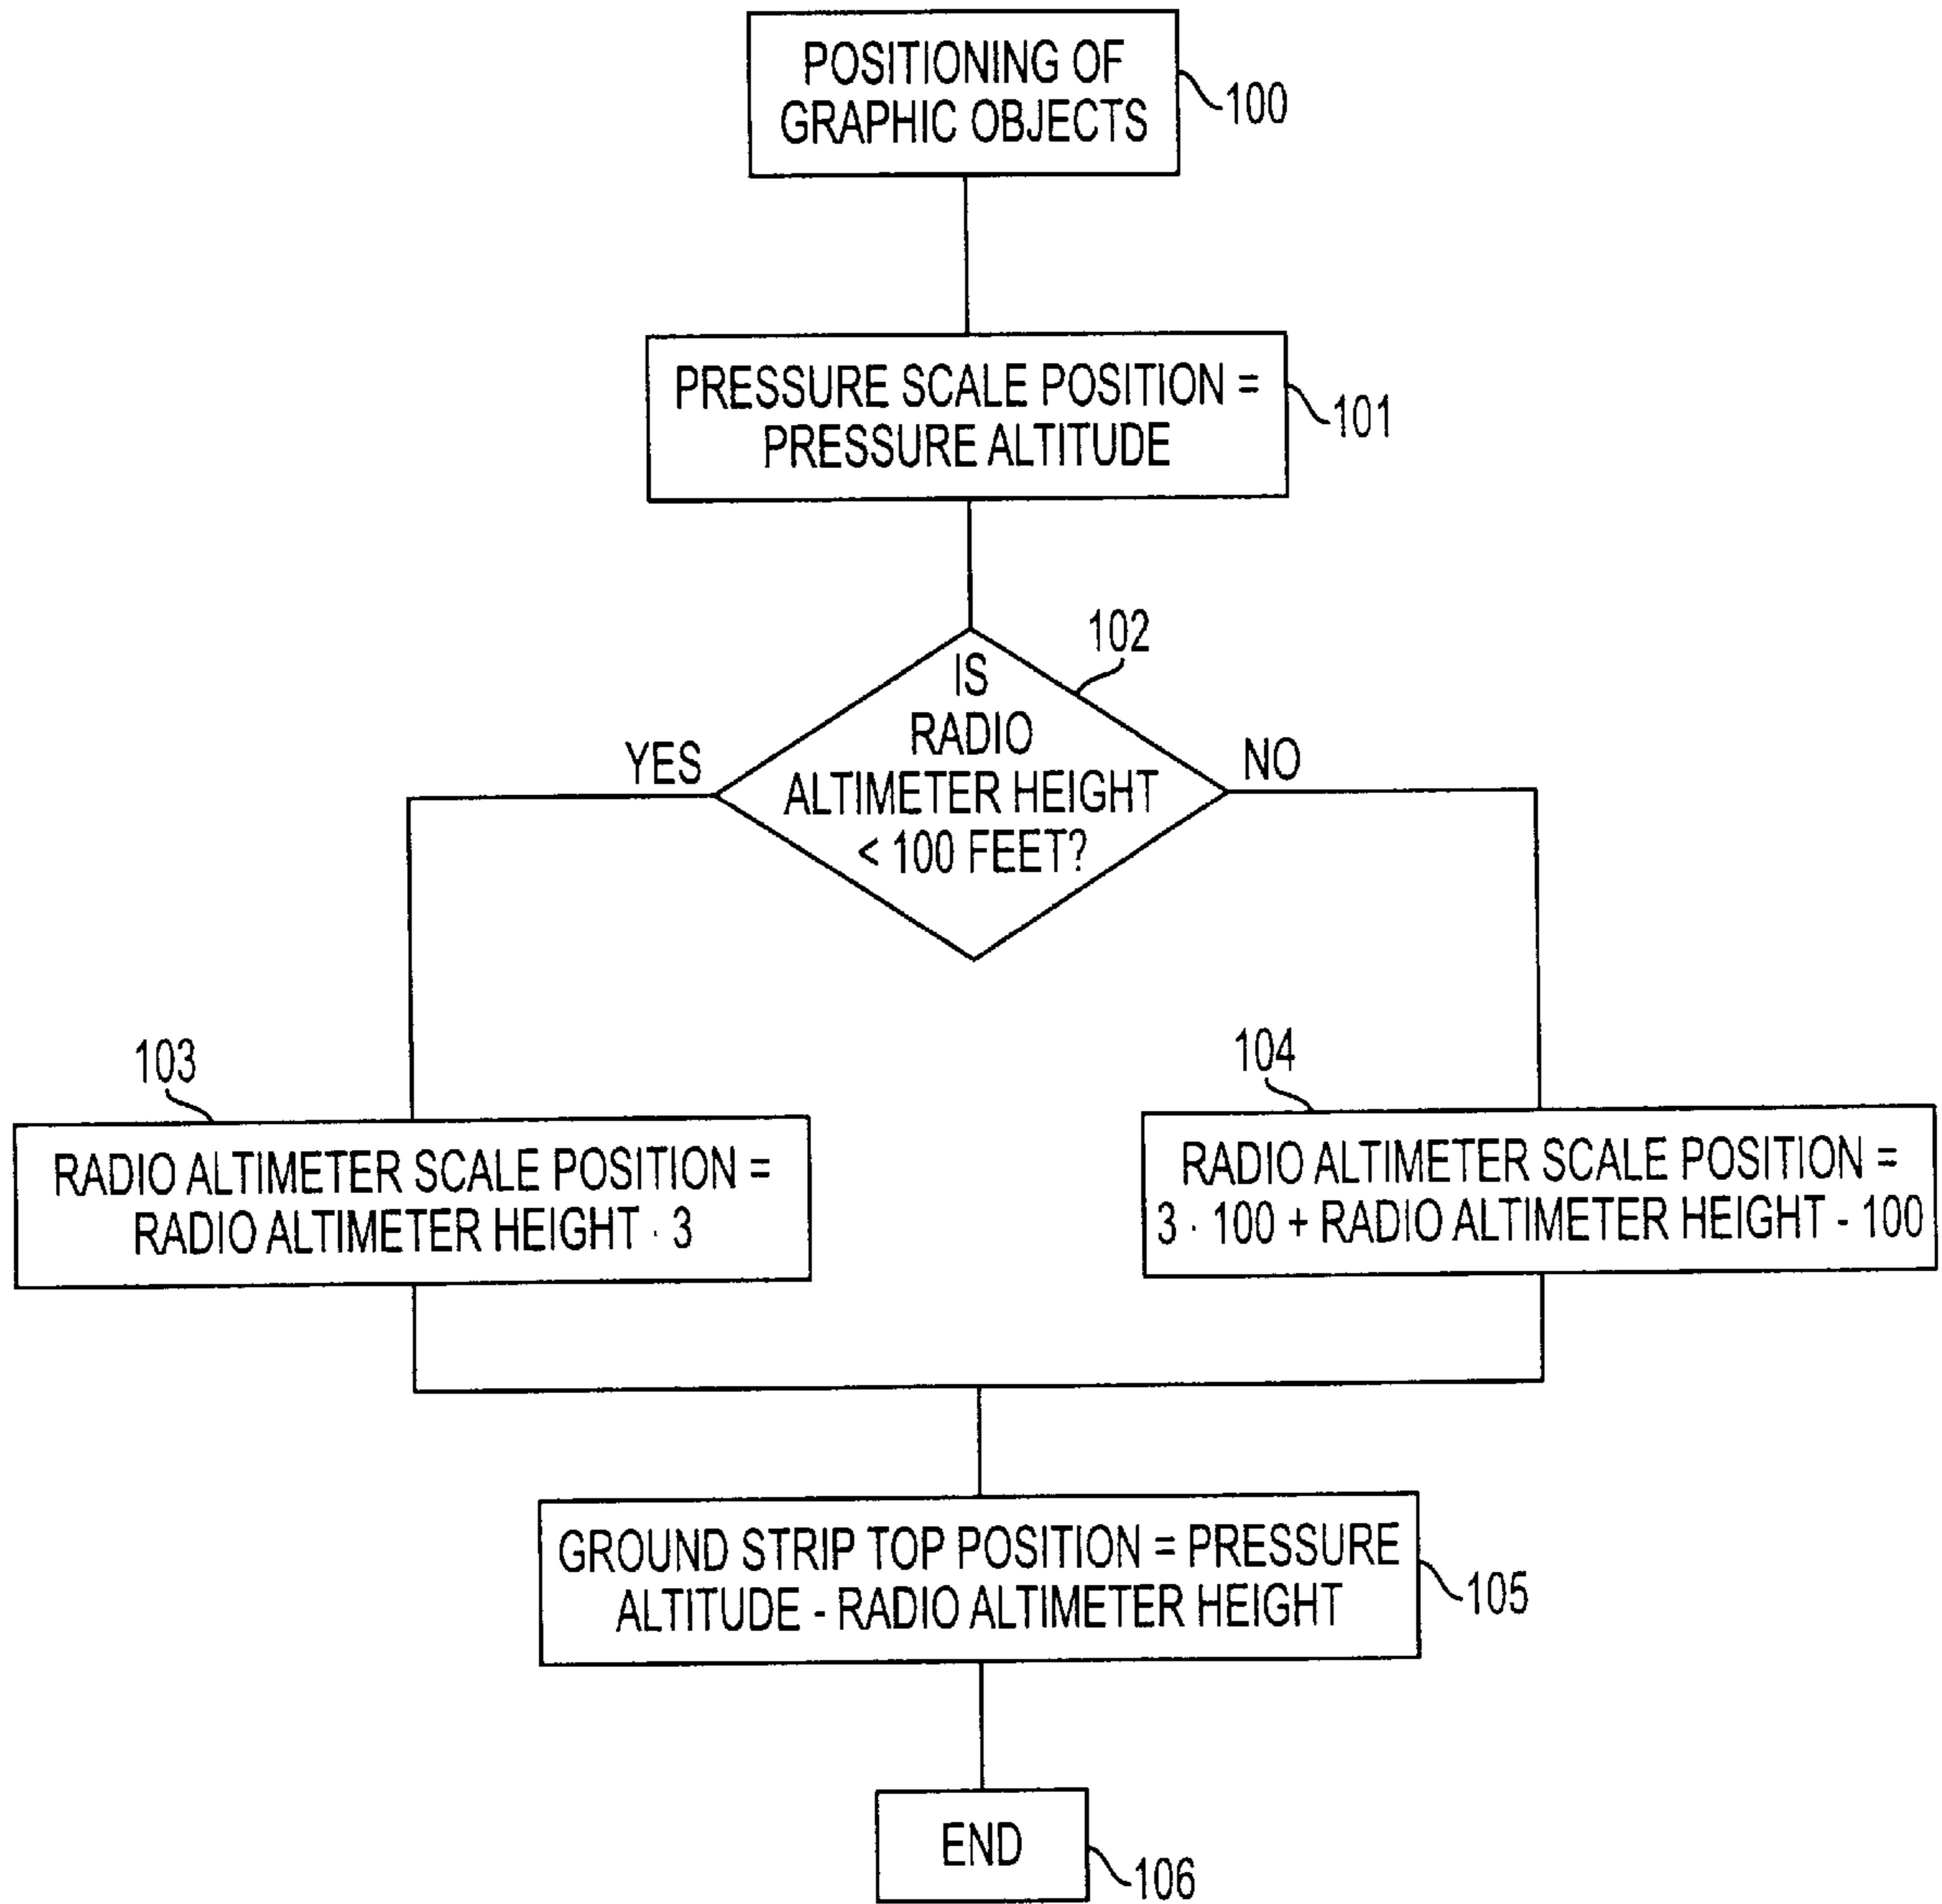 POSITIONING OF
GRAPHIC OBJECTS
100
PRESSURE SCALE POSITION =
PRESSURE ALTITUDE
101
102
IS
RADIO
ALTIMETER HEIGHT
< 100 FEET?
YES
NO
103
RADIO ALTIMETER SCALE POSITION =
RADIO ALTIMETER HEIGHT · 3
104
RADIO ALTIMETER SCALE POSITION =
3 · 100 + RADIO ALTIMETER HEIGHT - 100
GROUND STRIP TOP POSITION = PRESSURE
ALTITUDE - RADIO ALTIMETER HEIGHT
105
END
106